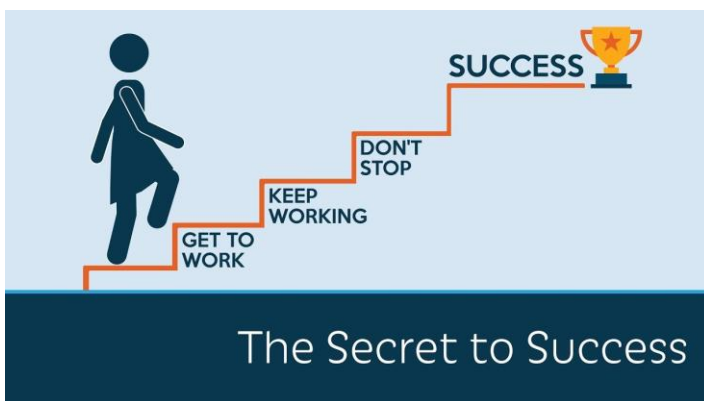 SUCCESS
DON'T
STOP
KEEP
WORKING
GET TO
WORK
The Secret to Success